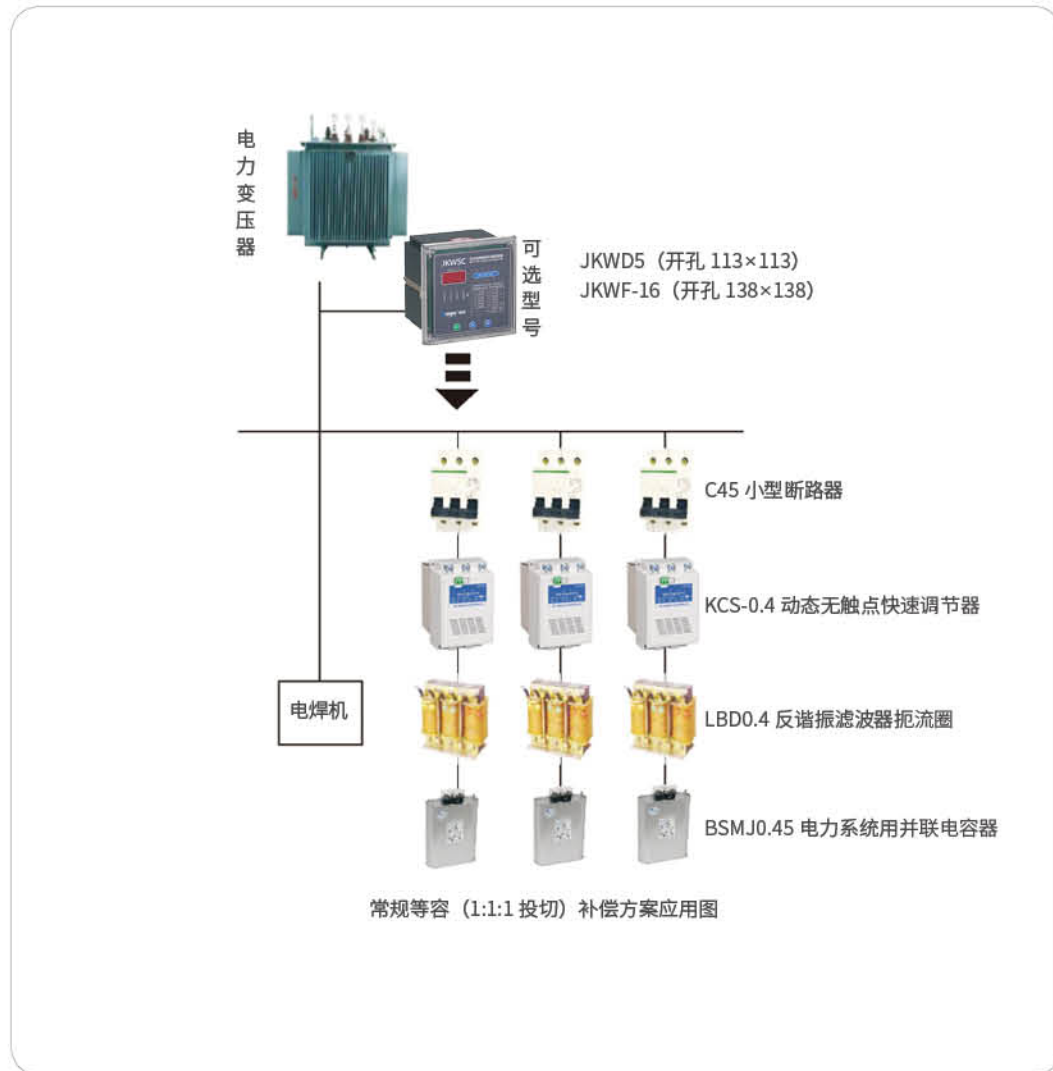 电力变压器
JKWSC
可选型号
JKWD5（开孔 113×113）
JKWF-16（开孔 138×138）
C45 小型断路器
KCS-0.4 动态无触点快速调节器
电焊机
LBD0.4 反谐振滤波器扼流圈
BSMJ0.45 电力系统用并联电容器
常规等容（1:1:1 投切）补偿方案应用图